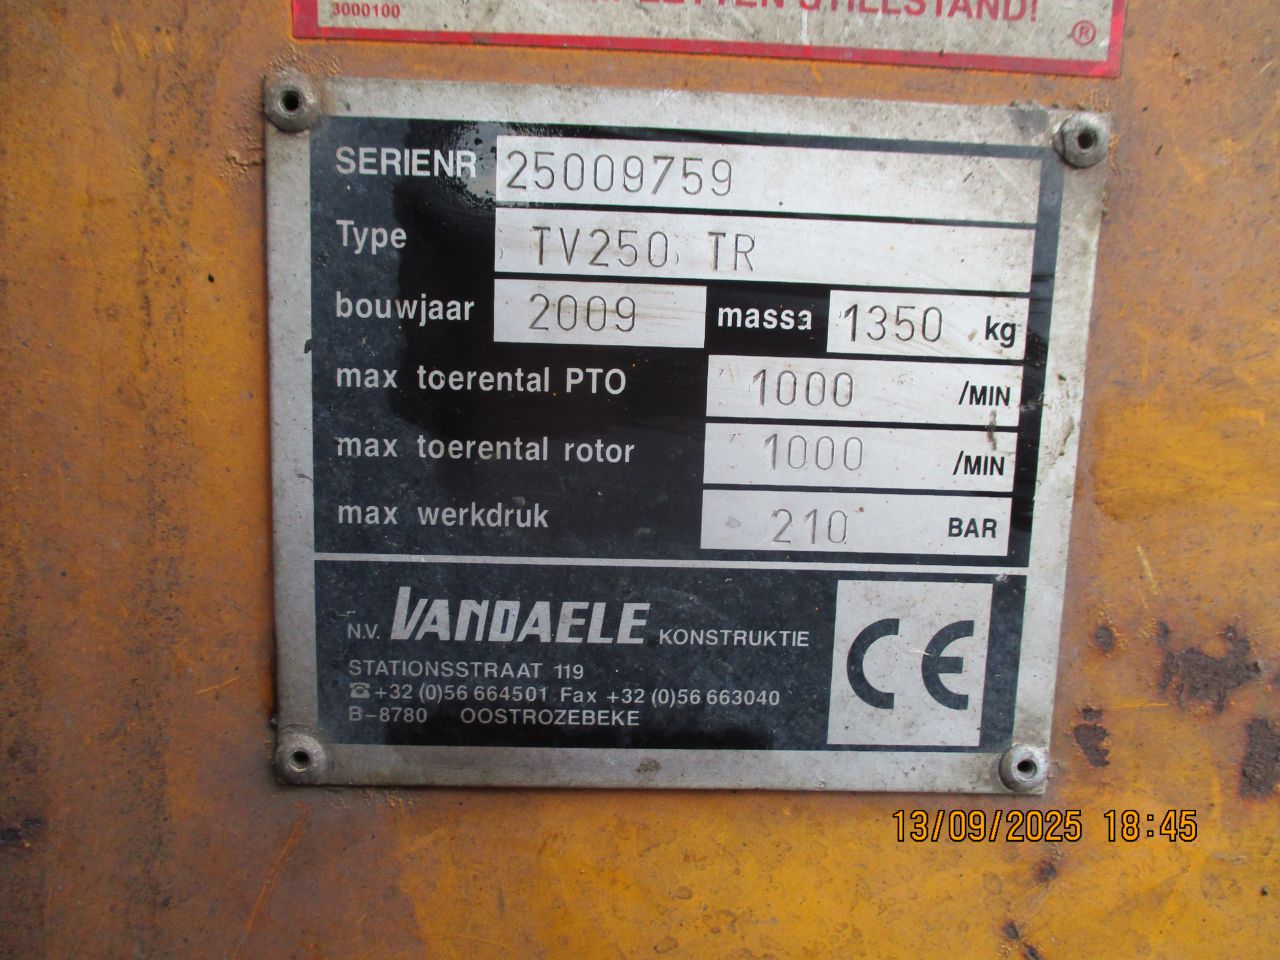 STILLSTAND!
3000100
®
SERIENR 25009759
Type TV250 TR
bouwjaar 2009 massa 1350 kg
max toerental PTO 1000 /MIN
max toerental rotor 1000 /MIN
max werkdruk 210 BAR
N.V. VANDAELE KONSTRUKTIE
STATIONSSTRAAT 119
☎ +32 (0)56 664501 Fax +32 (0)56 663040
B-8780 OOSTROZEBEKE
CE
13/09/2025 18:45